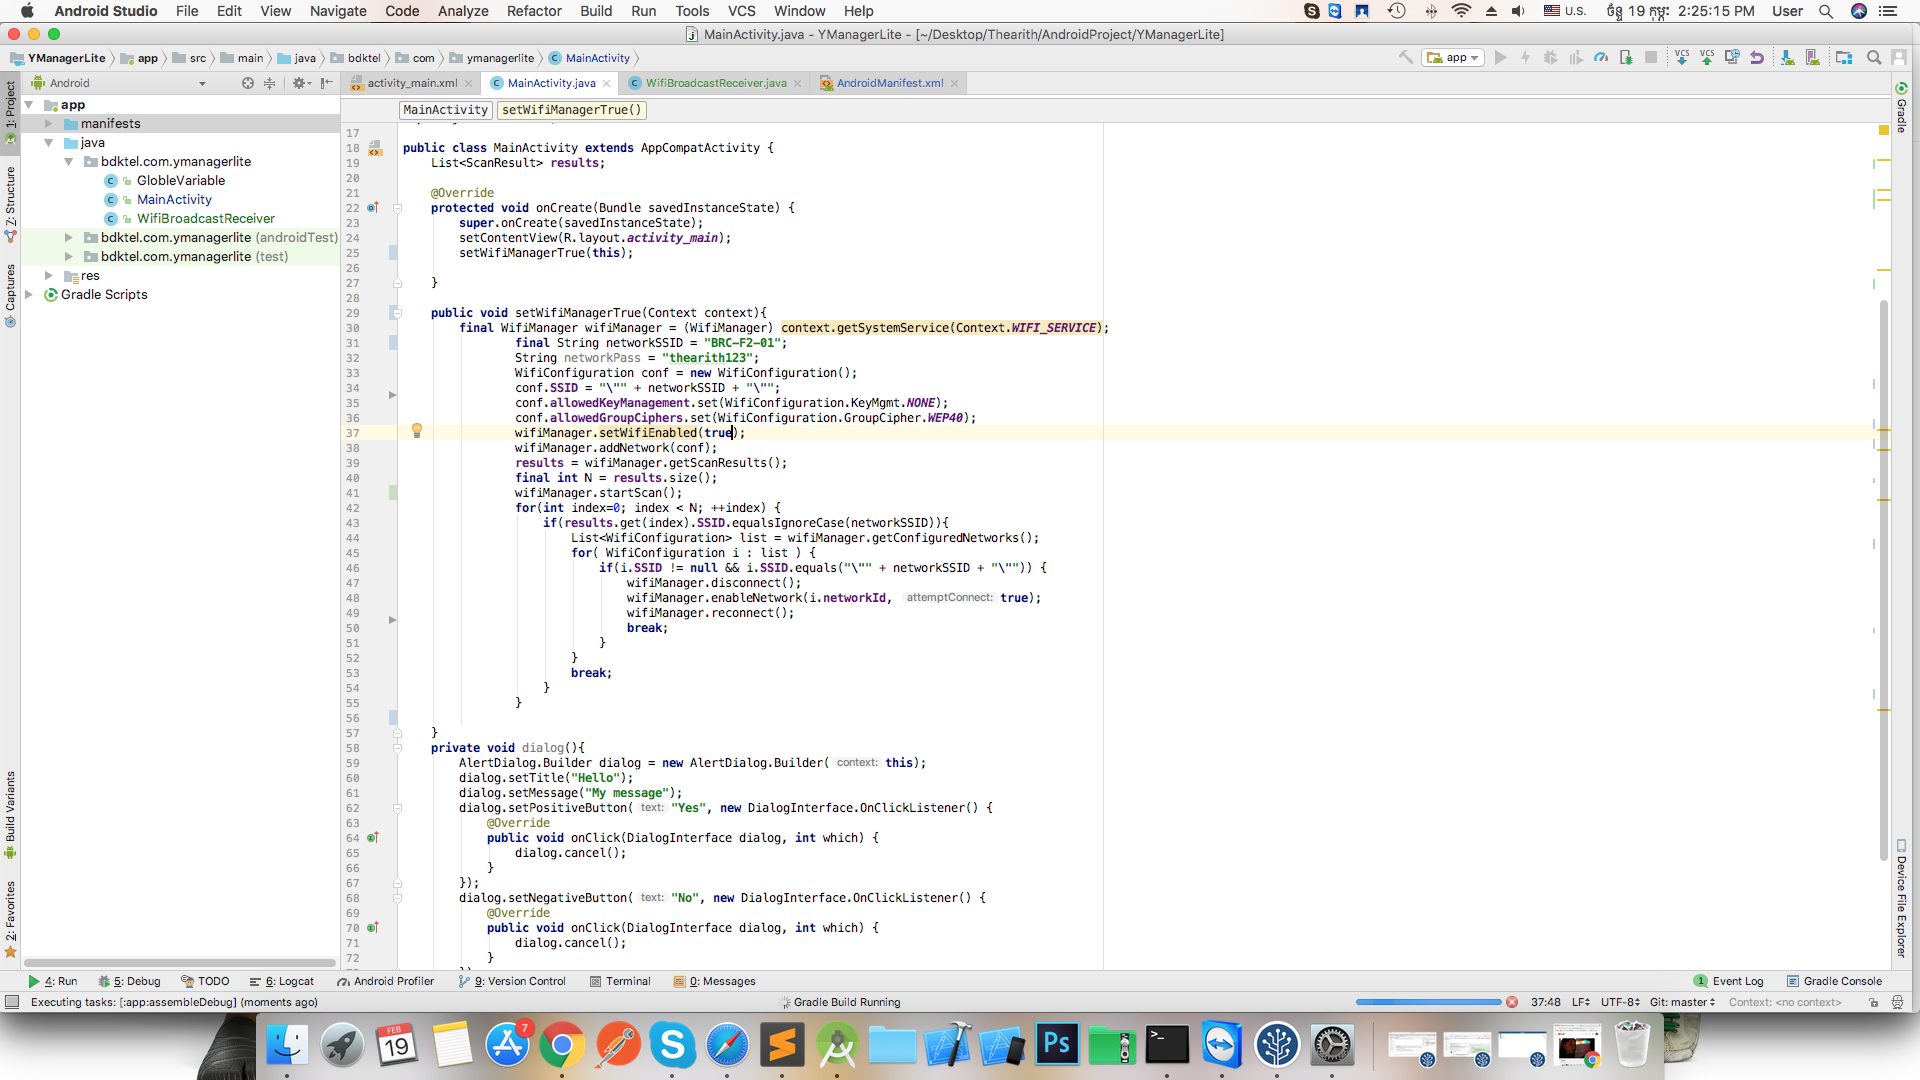 Android Studio File Edit View Navigate Code Analyze Refactor Build Run Tools VCS Window Help U.S. ច័ន្ទ 19 កុម្ភៈ 2:25:15 PM User
MainActivity.java - YManagerLite - [~/Desktop/Thearith/AndroidProject/YManagerLite]
YManagerLite app src main java bdktel com ymanagerlite MainActivity app VCS VCS
Android
activity_main.xml MainActivity.java WifiBroadcastReceiver.java AndroidManifest.xml
MainActivity setWifiManagerTrue()
1: Project
7: Structure
Captures
Build Variants
2: Favorites
app
manifests
java
bdktel.com.ymanagerlite
GlobleVariable
MainActivity
WifiBroadcastReceiver
bdktel.com.ymanagerlite (androidTest)
bdktel.com.ymanagerlite (test)
res
Gradle Scripts
17
18 public class MainActivity extends AppCompatActivity {
19 List<ScanResult> results;
20
21 @Override
22 protected void onCreate(Bundle savedInstanceState) {
23 super.onCreate(savedInstanceState);
24 setContentView(R.layout.activity_main);
25 setWifiManagerTrue(this);
26
27 }
28
29 public void setWifiManagerTrue(Context context){
30 final WifiManager wifiManager = (WifiManager) context.getSystemService(Context.WIFI_SERVICE);
31 final String networkSSID = "BRC-F2-01";
32 String networkPass = "thearith123";
33 WifiConfiguration conf = new WifiConfiguration();
34 conf.SSID = "\"" + networkSSID + "\"";
35 conf.allowedKeyManagement.set(WifiConfiguration.KeyMgmt.NONE);
36 conf.allowedGroupCiphers.set(WifiConfiguration.GroupCipher.WEP40);
37 wifiManager.setWifiEnabled(true);
38 wifiManager.addNetwork(conf);
39 results = wifiManager.getScanResults();
40 final int N = results.size();
41 wifiManager.startScan();
42 for(int index=0; index < N; ++index) {
43 if(results.get(index).SSID.equalsIgnoreCase(networkSSID)){
44 List<WifiConfiguration> list = wifiManager.getConfiguredNetworks();
45 for( WifiConfiguration i : list ) {
46 if(i.SSID != null && i.SSID.equals("\"" + networkSSID + "\"")) {
47 wifiManager.disconnect();
48 wifiManager.enableNetwork(i.networkId, attemptConnect: true);
49 wifiManager.reconnect();
50 break;
51 }
52 }
53 break;
54 }
55 }
56
57 }
58 private void dialog(){
59 AlertDialog.Builder dialog = new AlertDialog.Builder( context: this);
60 dialog.setTitle("Hello");
61 dialog.setMessage("My message");
62 dialog.setPositiveButton( text: "Yes", new DialogInterface.OnClickListener() {
63 @Override
64 public void onClick(DialogInterface dialog, int which) {
65 dialog.cancel();
66 }
67 });
68 dialog.setNegativeButton( text: "No", new DialogInterface.OnClickListener() {
69 @Override
70 public void onClick(DialogInterface dialog, int which) {
71 dialog.cancel();
72 }
Gradle
Device File Explorer
4: Run 5: Debug TODO 6: Logcat Android Profiler 9: Version Control Terminal 0: Messages 1 Event Log Gradle Console
Executing tasks: [:app:assembleDebug] (moments ago) Gradle Build Running 37:48 LF UTF-8 Git: master Context: <no context>
FEB
19
7
S
Ps